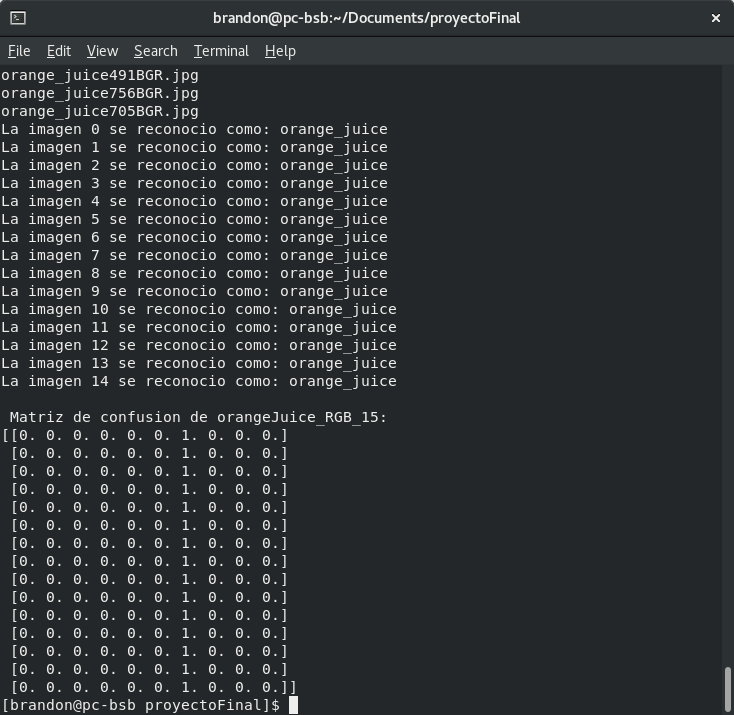 brandon@pc-bsb:~/Documents/proyectoFinal
File Edit View Search Terminal Help
orange_juice491BGR.jpg
orange_juice756BGR.jpg
orange_juice705BGR.jpg
La imagen 0 se reconocio como: orange_juice
La imagen 1 se reconocio como: orange_juice
La imagen 2 se reconocio como: orange_juice
La imagen 3 se reconocio como: orange_juice
La imagen 4 se reconocio como: orange_juice
La imagen 5 se reconocio como: orange_juice
La imagen 6 se reconocio como: orange_juice
La imagen 7 se reconocio como: orange_juice
La imagen 8 se reconocio como: orange_juice
La imagen 9 se reconocio como: orange_juice
La imagen 10 se reconocio como: orange_juice
La imagen 11 se reconocio como: orange_juice
La imagen 12 se reconocio como: orange_juice
La imagen 13 se reconocio como: orange_juice
La imagen 14 se reconocio como: orange_juice
Matriz de confusion de orangeJuice_RGB_15:
[[0. 0. 0. 0. 0. 0. 1. 0. 0. 0.]
[0. 0. 0. 0. 0. 0. 1. 0. 0. 0.]
[0. 0. 0. 0. 0. 0. 1. 0. 0. 0.]
[0. 0. 0. 0. 0. 0. 1. 0. 0. 0.]
[0. 0. 0. 0. 0. 0. 1. 0. 0. 0.]
[0. 0. 0. 0. 0. 0. 1. 0. 0. 0.]
[0. 0. 0. 0. 0. 0. 1. 0. 0. 0.]
[0. 0. 0. 0. 0. 0. 1. 0. 0. 0.]
[0. 0. 0. 0. 0. 0. 1. 0. 0. 0.]
[0. 0. 0. 0. 0. 0. 1. 0. 0. 0.]
[0. 0. 0. 0. 0. 0. 1. 0. 0. 0.]
[0. 0. 0. 0. 0. 0. 1. 0. 0. 0.]
[0. 0. 0. 0. 0. 0. 1. 0. 0. 0.]
[0. 0. 0. 0. 0. 0. 1. 0. 0. 0.]
[0. 0. 0. 0. 0. 0. 1. 0. 0. 0.]]
[brandon@pc-bsb proyectoFinal]$